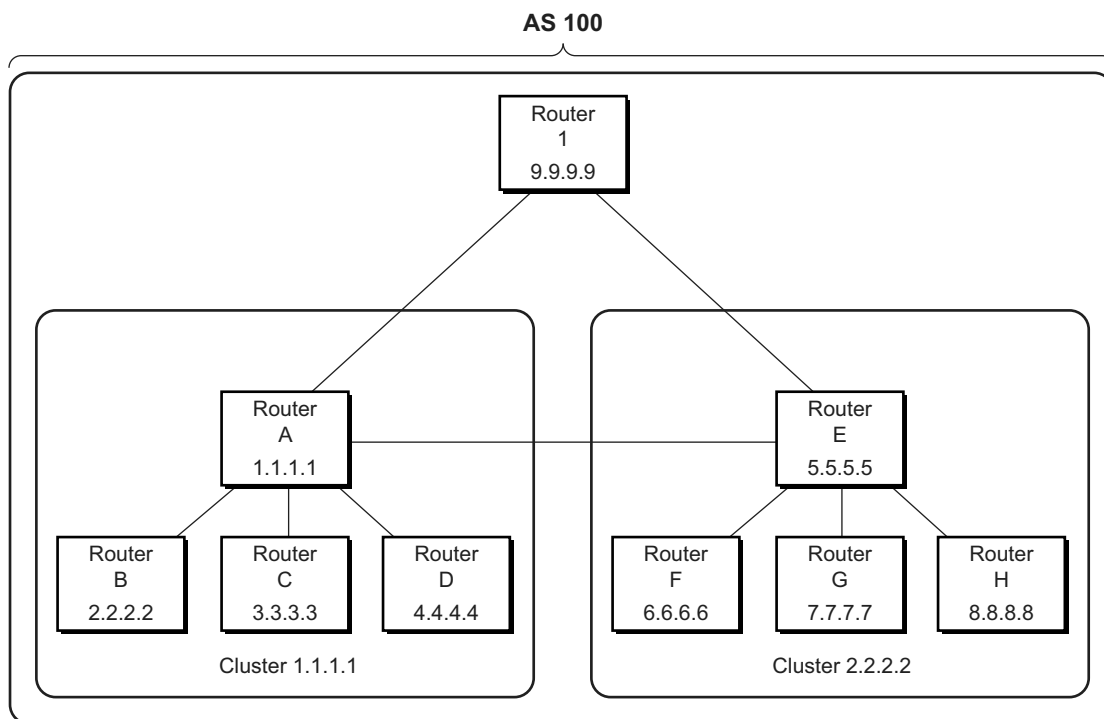 AS 100
Router
1
9.9.9.9
Router
A
1.1.1.1
Router
E
5.5.5.5
Router
B
2.2.2.2
Router
C
3.3.3.3
Router
D
4.4.4.4
Router
F
6.6.6.6
Router
G
7.7.7.7
Router
H
8.8.8.8
Cluster 1.1.1.1
Cluster 2.2.2.2